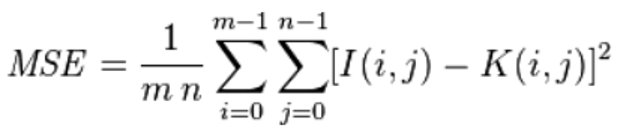 MSE = \frac{1}{m\,n} \sum_{i=0}^{m-1} \sum_{j=0}^{n-1} [I(i,j) - K(i,j)]^2